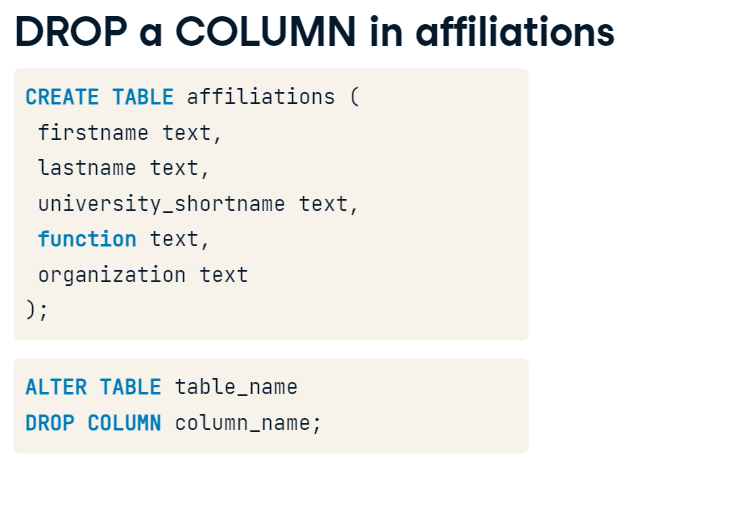 DROP a COLUMN in affiliations
CREATE TABLE affiliations (
firstname text,
lastname text,
university_shortname text,
function text,
organization text
);
ALTER TABLE table_name
DROP COLUMN column_name;